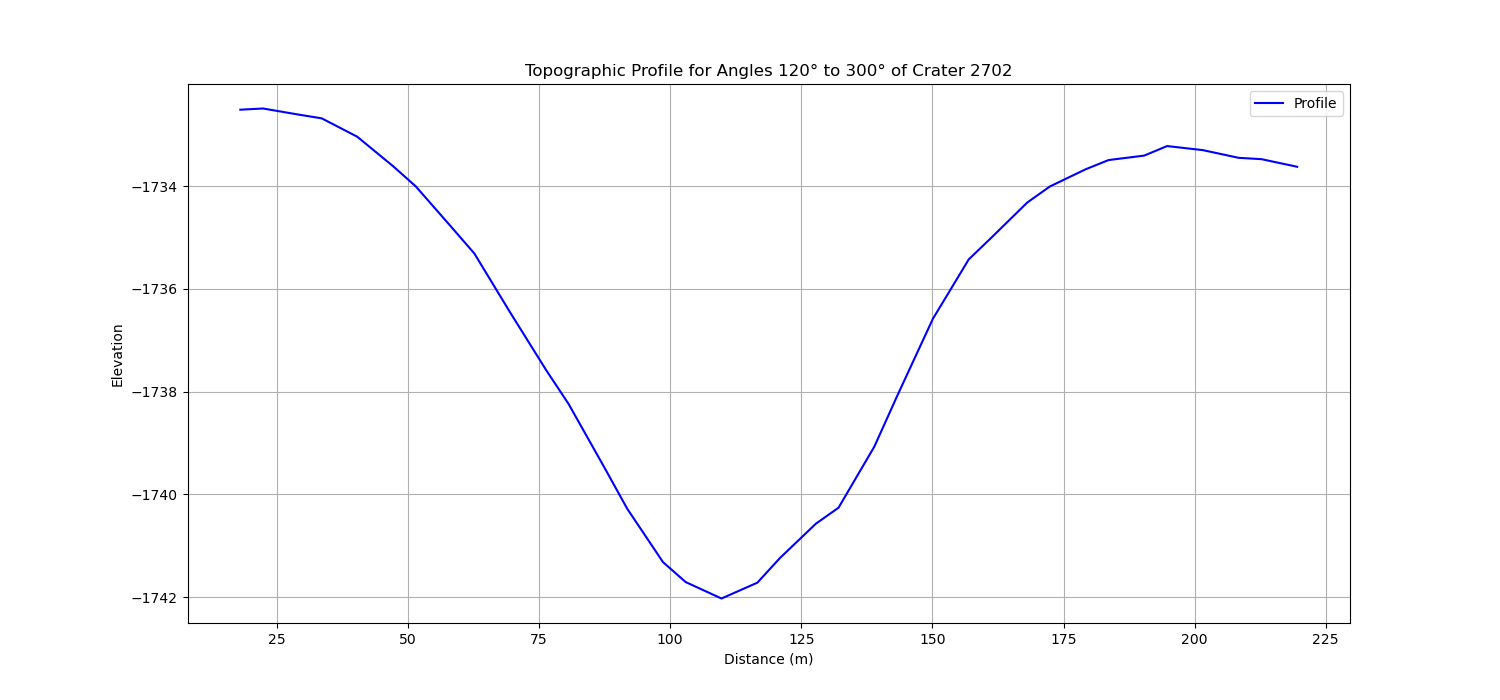 Topographic Profile for Angles 120° to 300° of Crater 2702
Profile
Elevation
−1734
−1736
−1738
−1740
−1742
25 50 75 100 125 150 175 200 225
Distance (m)